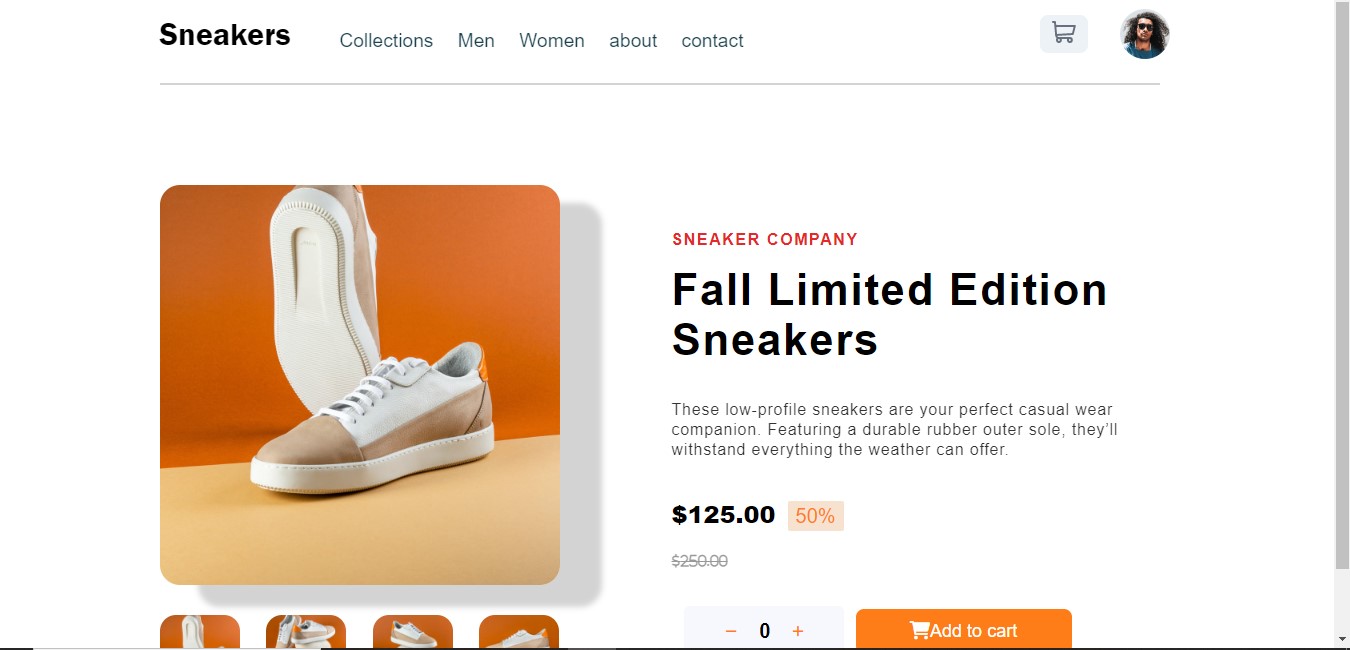 Sneakers
Collections Men Women about contact
SNEAKER COMPANY
Fall Limited Edition
Sneakers
These low-profile sneakers are your perfect casual wear
companion. Featuring a durable rubber outer sole, they’ll
withstand everything the weather can offer.
$125.00 50%
$250.00
− 0 + Add to cart